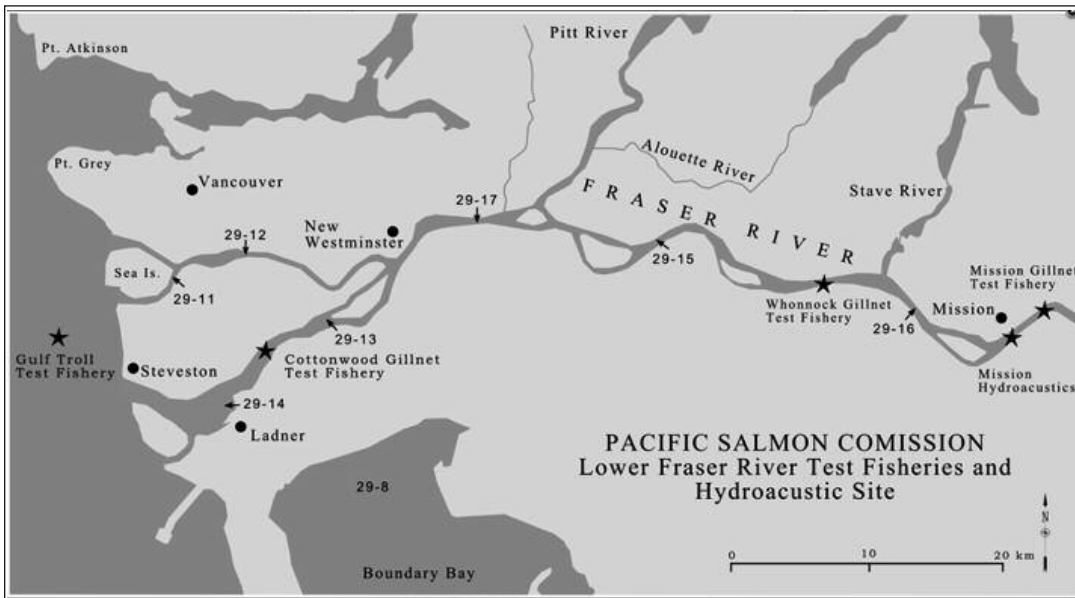 Pt. Atkinson
Pitt River
Pt. Grey
Vancouver
Alouette River
Stave River
29-17
FRASER RIVER
New
Westminster
29-12
29-15
Sea Is.
29-11
Mission Gillnet
Test Fishery
Whonnock Gillnet
Test Fishery
Mission
29-16
29-13
Gulf Troll
Test Fishery
Steveston
Cottonwood Gillnet
Test Fishery
Mission
Hydroacustics
29-14
Ladner
PACIFIC SALMON COMISSION
Lower Fraser River Test Fisheries and
Hydroacustic Site
29-8
N
0 10 20 km
Boundary Bay